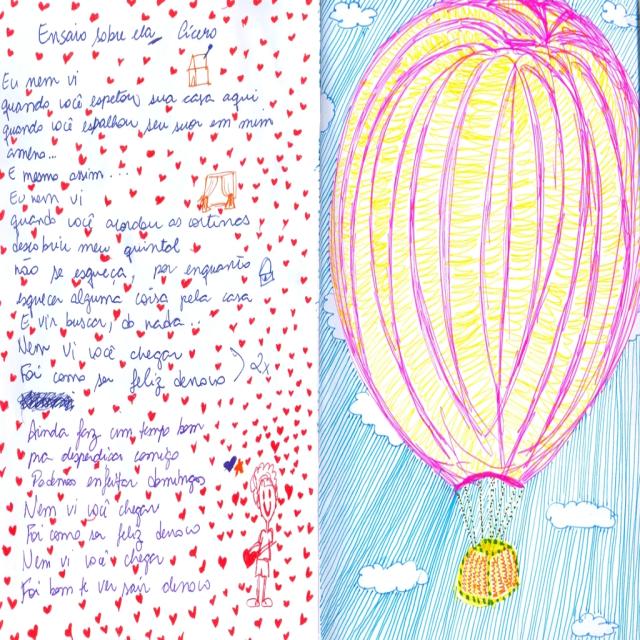 Ensaio sobre ela Cícero
Eu nem vi
quando você espetou sua casa aqui
quando você espalhou seu suor em mim
ameno...
E mesmo assim...
Eu nem vi
quando você acordou as cortinas
descobriu meu quintal
não se esqueça, por enquanto
esquecer alguma coisa pela casa
E vir buscar, do nada...
Nem vi você chegar
Foi como ser feliz denovo
2x
Ainda faz um tempo bom
pra desperdiçar comigo
Podemos enfeitar domingos
Nem vi você chegar
Foi como ser feliz denovo
Nem vi você chegar
Foi bom te ver sair denovo